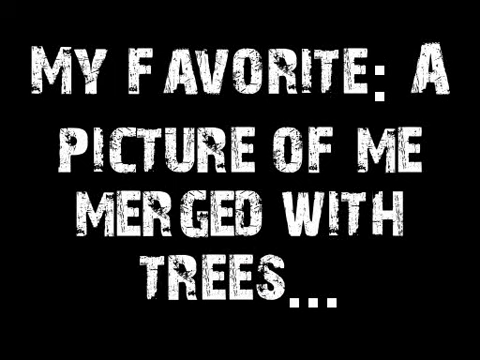 MY FAVORITE: A
PICTURE OF ME
MERGED WITH
TREES...